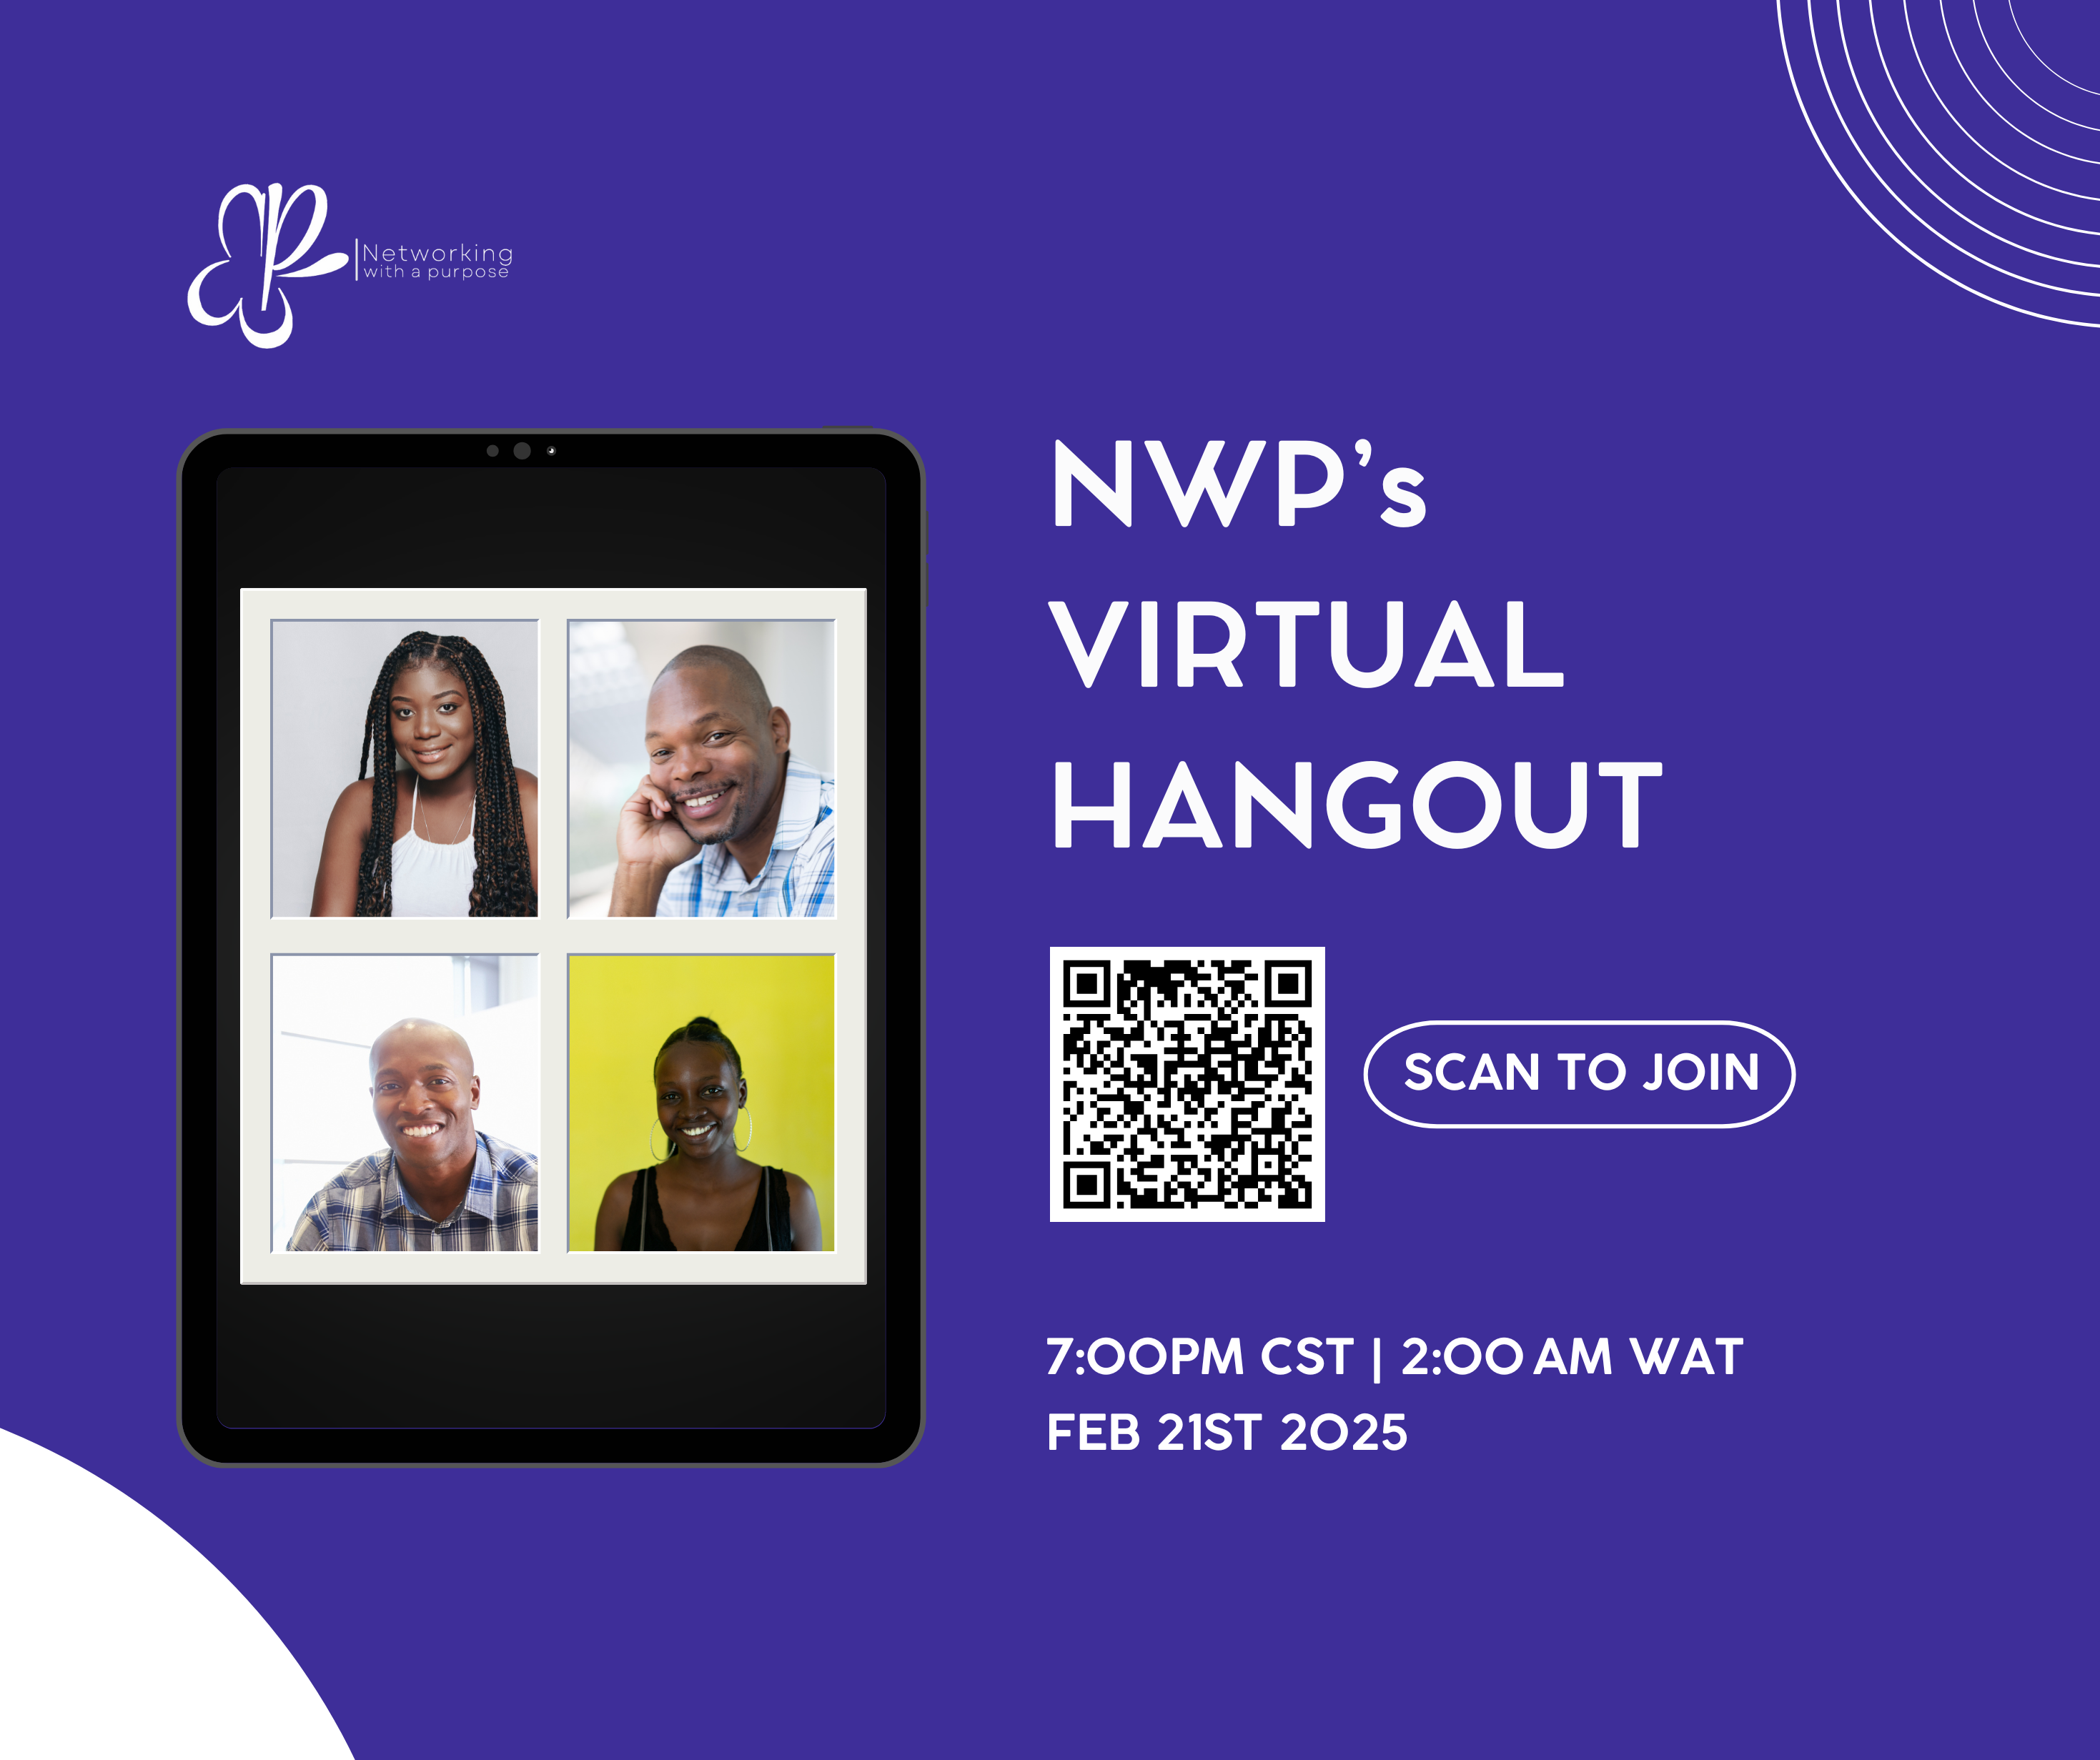 Networking
with a purpose
NWP's
VIRTUAL
HANGOUT
SCAN TO JOIN
7:00PM CST | 2:00 AM WAT
FEB 21ST 2025